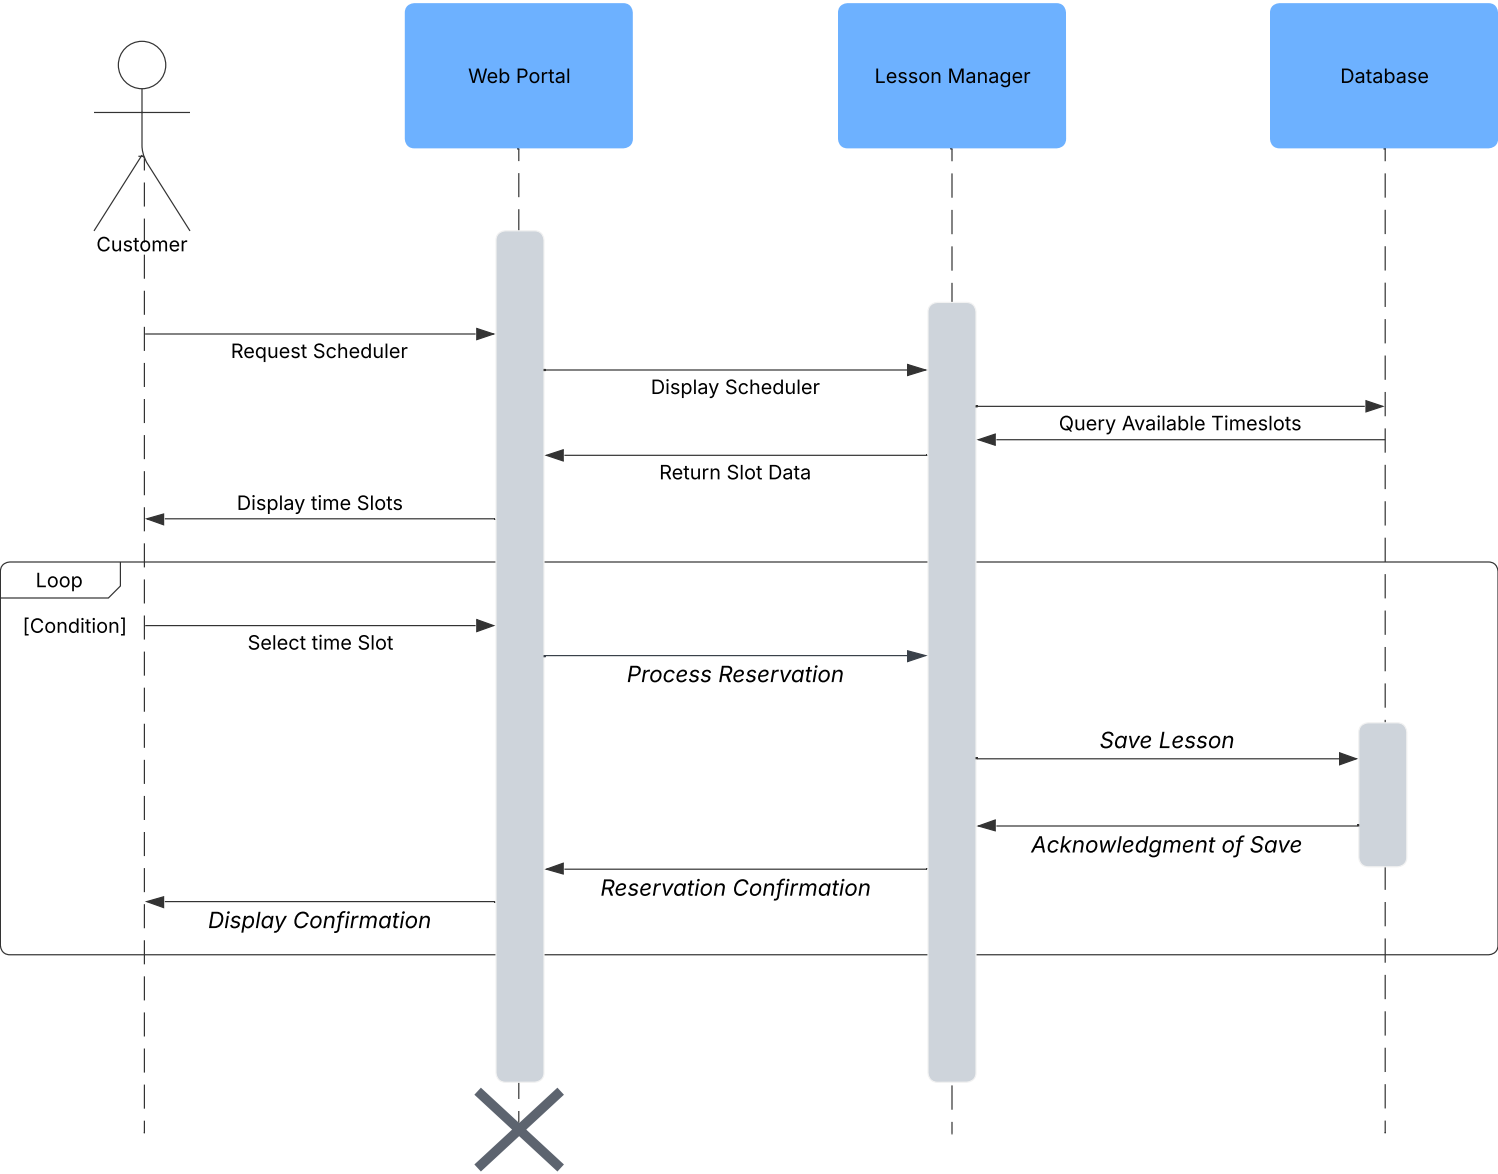 Web Portal
Lesson Manager
Database
Customer
Request Scheduler
Display Scheduler
Query Available Timeslots
Return Slot Data
Display time Slots
Loop
[Condition]
Select time Slot
Process Reservation
Save Lesson
Acknowledgment of Save
Reservation Confirmation
Display Confirmation